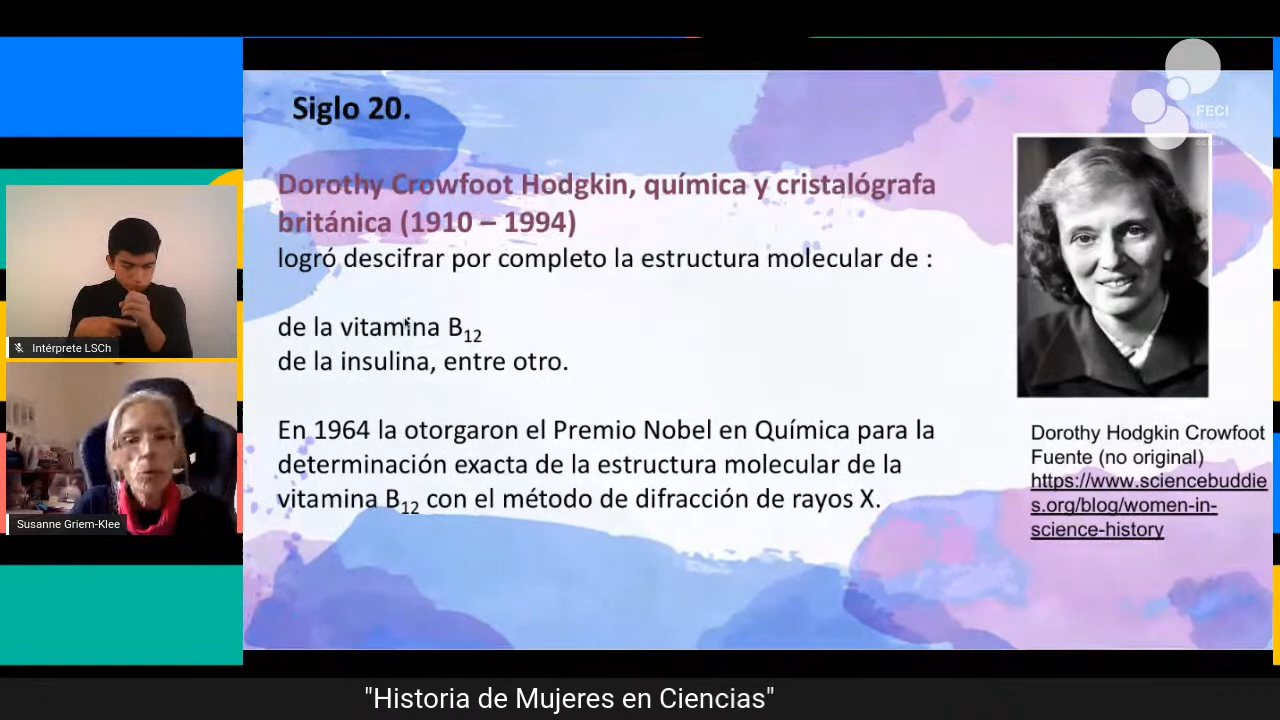 FECI
CIENCIA
Siglo 20.
Dorothy Crowfoot Hodgkin, química y cristalógrafa
británica (1910 – 1994)
logró descifrar por completo la estructura molecular de :
de la vitamina B₁₂
de la insulina, entre otro.
En 1964 la otorgaron el Premio Nobel en Química para la
determinación exacta de la estructura molecular de la
vitamina B₁₂ con el método de difracción de rayos X.
Dorothy Hodgkin Crowfoot
Fuente (no original)
https://www.sciencebuddie
s.org/blog/women-in-
science-history
Intérprete LSCh
Susanne Griem-Klee
"Historia de Mujeres en Ciencias"